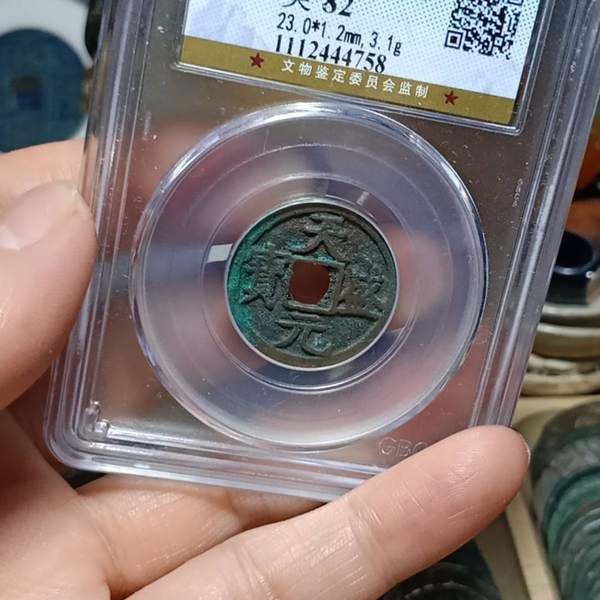 美 82
23.0*1.2mm, 3.1g
1112444758
★ 文物鉴定委员会监制 ★
天盛元寶